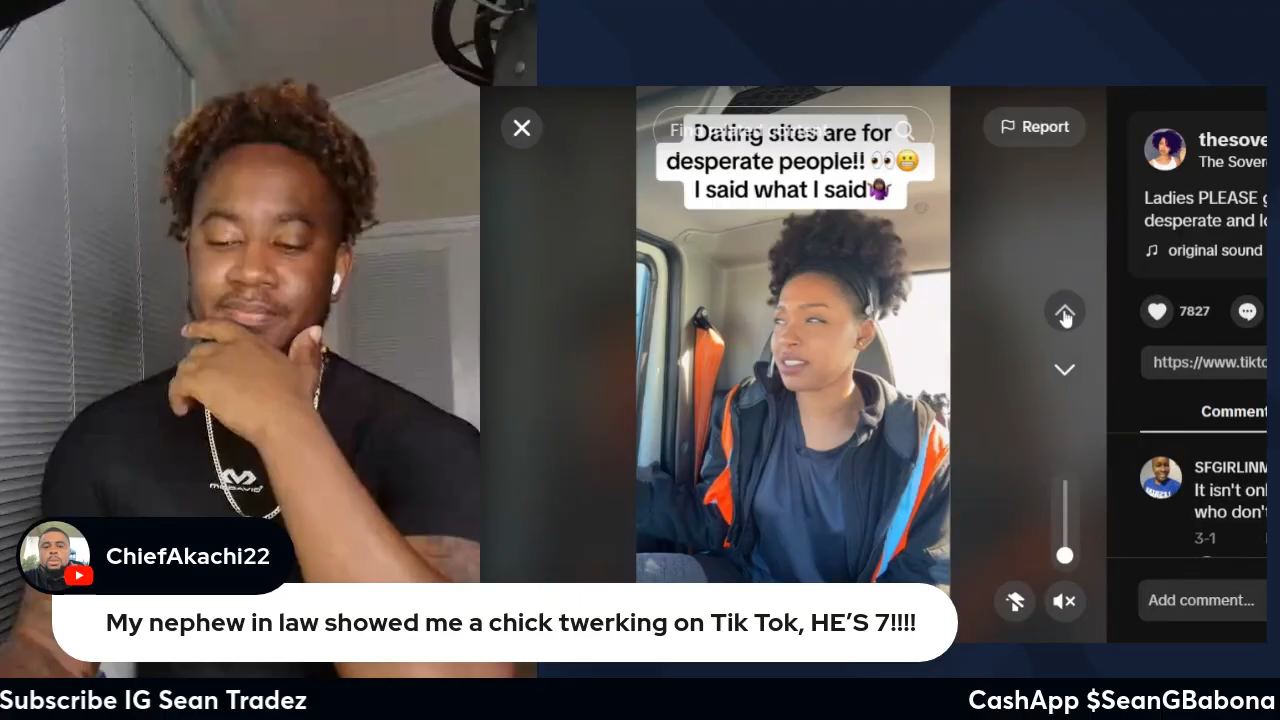 Dating sites are for
desperate people!! 👀😬
I said what I said🤷🏾‍♀️
Report
thesove
The Sover
Ladies PLEASE g
desperate and lo
original sound
7827
https://www.tikto
Comment
SFGIRLINM
It isn't onl
who don't
3-1
Add comment...
ChiefAkachi22
My nephew in law showed me a chick twerking on Tik Tok, HE'S 7!!!!
Subscribe IG Sean Tradez
CashApp $SeanGBabona